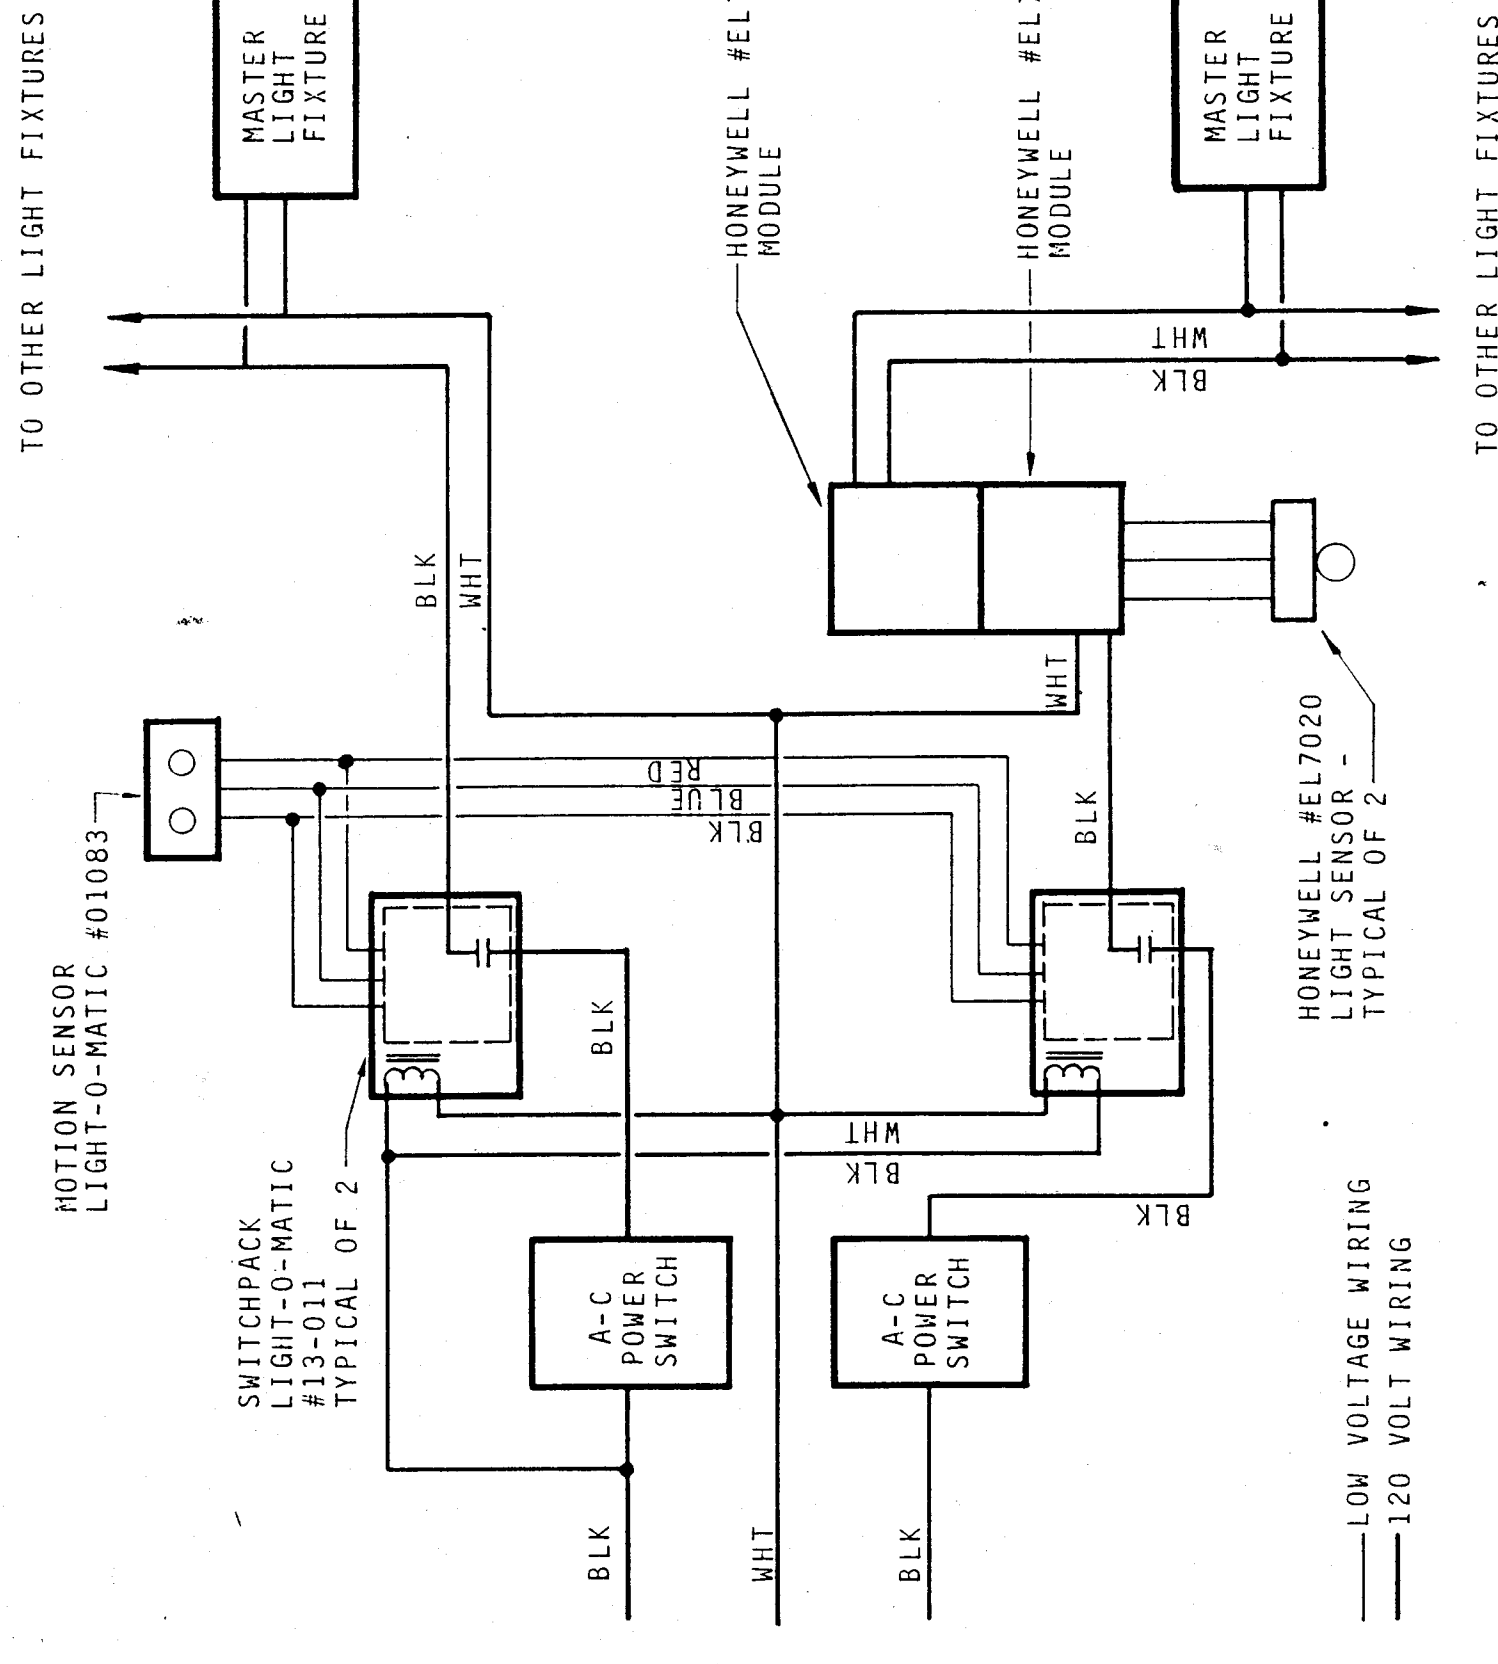 TO OTHER LIGHT FIXTURES
MASTER
LIGHT
FIXTURE
MOTION SENSOR
LIGHT-O-MATIC #01083
SWITCHPACK
LIGHT-O-MATIC
#13-011
TYPICAL OF 2
BLK
WHT
RED
BLUE
BLK
BLK
WHT
BLK
A-C
POWER
SWITCH
BLK
WHT
HONEYWELL #EL7
MODULE
HONEYWELL #EL7
MODULE
WHT
BLK
BLK
A-C
POWER
SWITCH
BLK
BLK
WHT
BLK
MASTER
LIGHT
FIXTURE
HONEYWELL #EL7020
LIGHT SENSOR -
TYPICAL OF 2
LOW VOLTAGE WIRING
120 VOLT WIRING
TO OTHER LIGHT FIXTURES